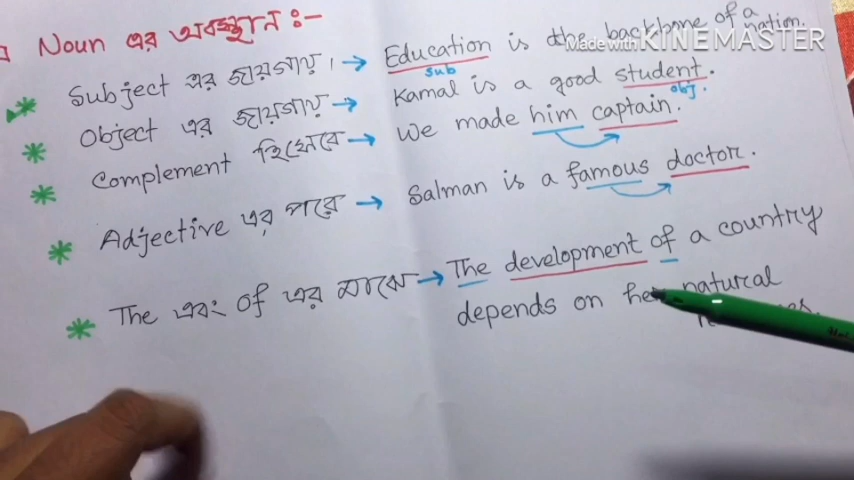 Noun এর অবস্থান :-
Subject এর জায়গায়। → Education is the backbone of a nation.
sub
Object এর জায়গায় → Kamal is a good student.
obj.
Complement হিসেবে → We made him captain.
Adjective এর পরে → Salman is a famous doctor.
The এবং of এর মাঝে → The development of a country
depends on her natural
Made with KINEMASTER